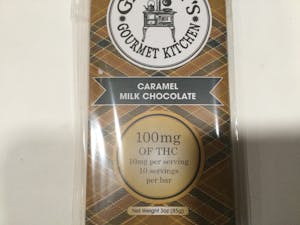 GOURMET KITCHEN
CARAMEL
MILK CHOCOLATE
100mg
OF THC
10mg per serving
10 servings
per bar
Net Weight 3oz (85g)